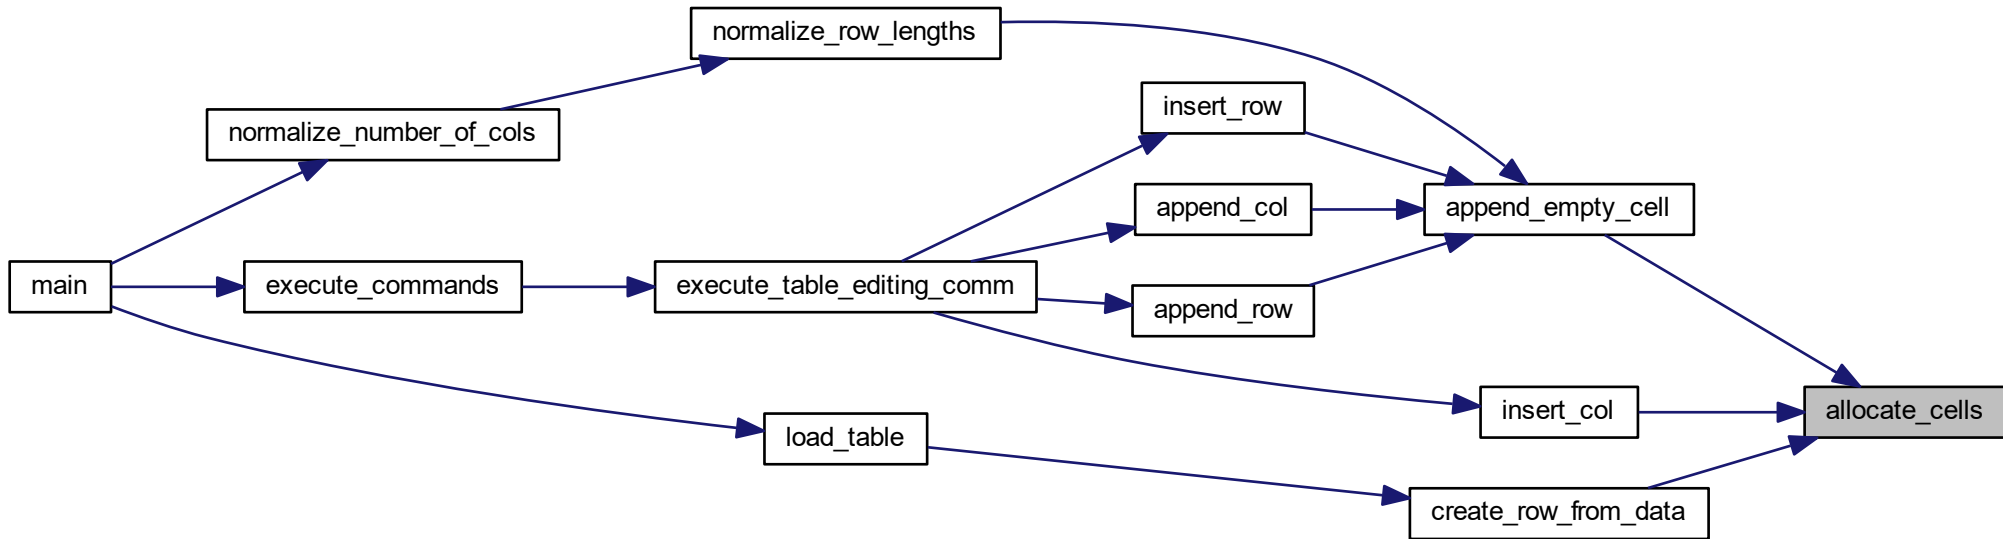 normalize_row_lengths
insert_row
normalize_number_of_cols
append_col
append_empty_cell
main
execute_commands
execute_table_editing_comm
append_row
insert_col
allocate_cells
load_table
create_row_from_data